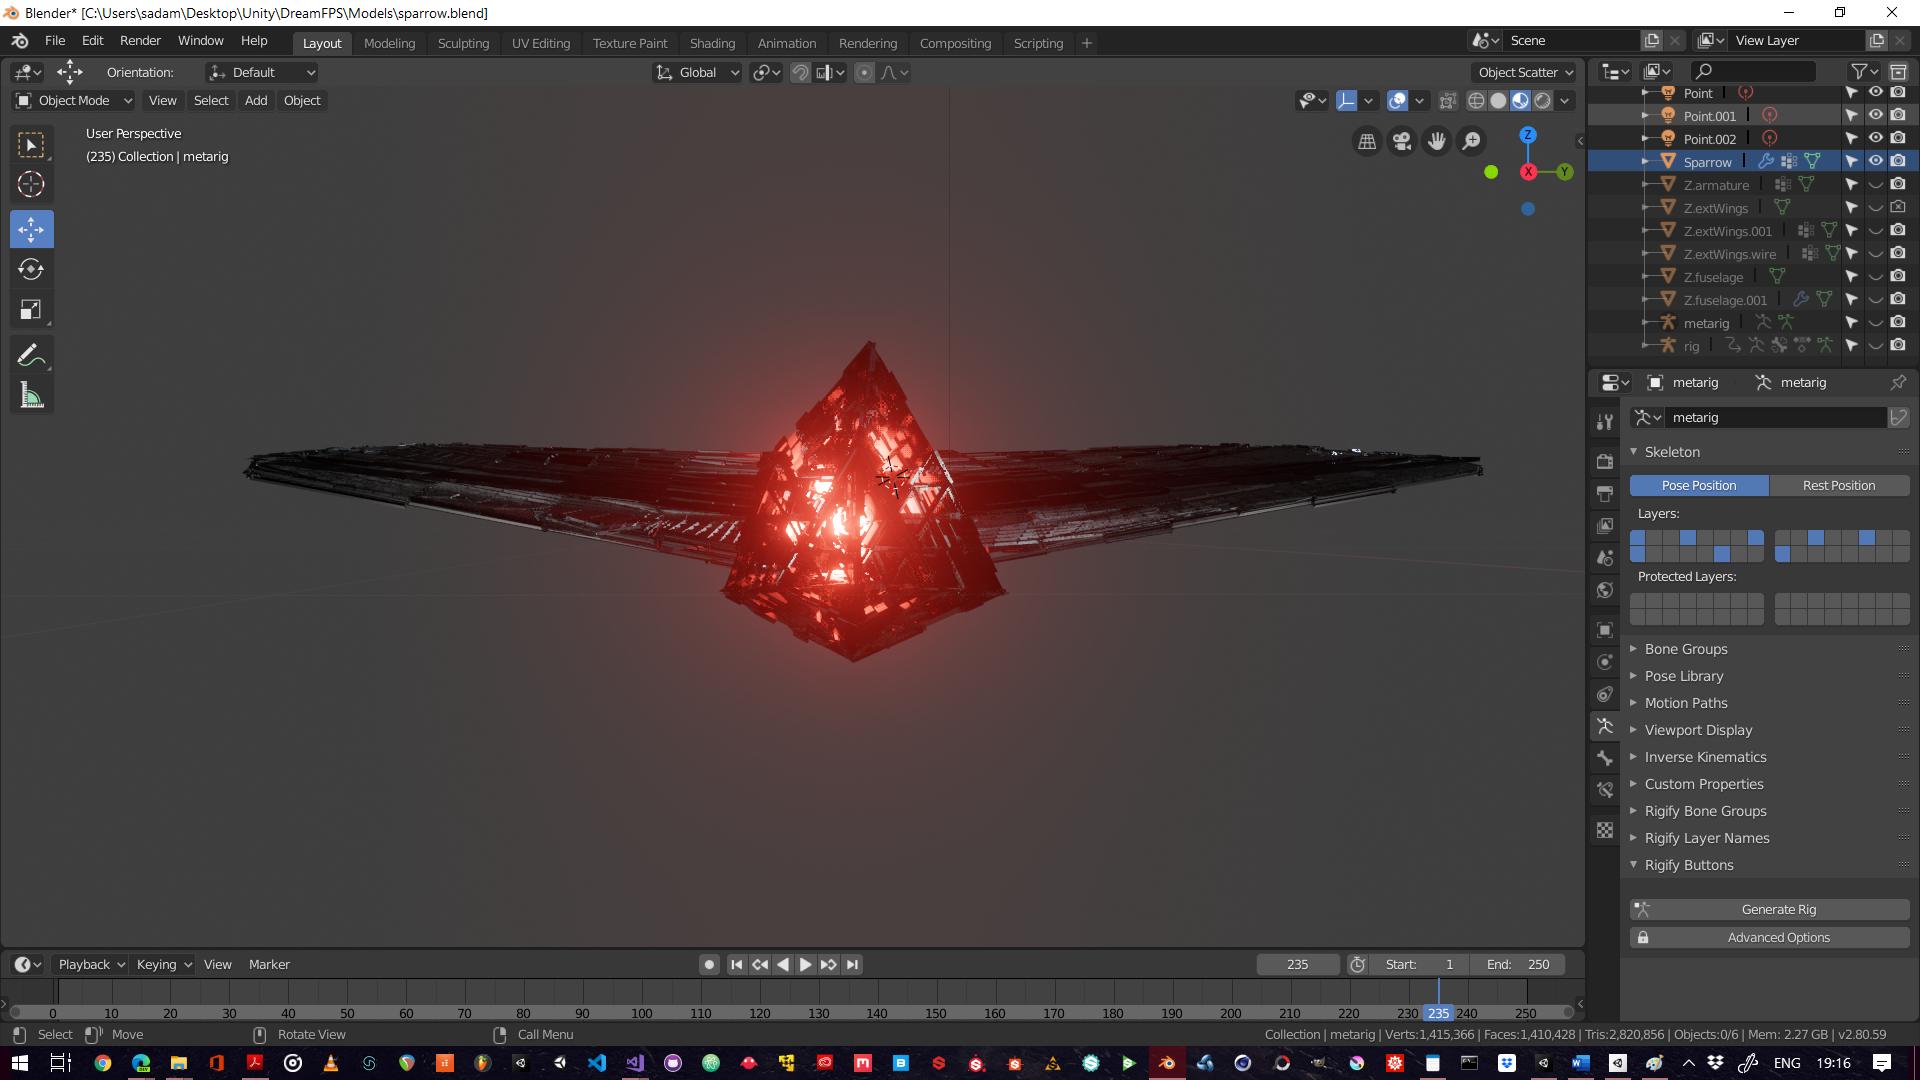 Blender* [C:\Users\sadam\Desktop\Unity\DreamFPS\Models\sparrow.blend]
File Edit Render Window Help Layout Modeling Sculpting UV Editing Texture Paint Shading Animation Rendering Compositing Scripting + Scene View Layer
Orientation: Default Global Object Scatter
Object Mode View Select Add Object
User Perspective
(235) Collection | metarig
Z
X
Y
Point
Point.001
Point.002
Sparrow
Z.armature
Z.extWings
Z.extWings.001
Z.extWings.wire
Z.fuselage
Z.fuselage.001
metarig
rig
metarig metarig
metarig
Skeleton
Pose Position Rest Position
Layers:
Protected Layers:
Bone Groups
Pose Library
Motion Paths
Viewport Display
Inverse Kinematics
Custom Properties
Rigify Bone Groups
Rigify Layer Names
Rigify Buttons
Generate Rig
Advanced Options
Playback Keying View Marker 235 Start: 1 End: 250
0 10 20 30 40 50 60 70 80 90 100 110 120 130 140 150 160 170 180 190 200 210 220 230 235 240 250
Select Move Rotate View Call Menu Collection | metarig | Verts:1,415,366 | Faces:1,410,428 | Tris:2,820,856 | Objects:0/6 | Mem: 2.27 GB | v2.80.59
ENG 19:16